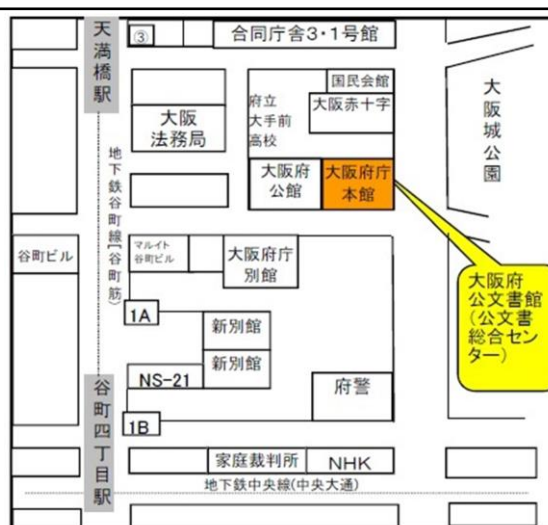 天満橋駅
③
合同庁舎3・1号館
国民会館
大阪赤十字
府立
大手前
高校
大阪
法務局
大阪城公園
地下鉄谷町線(谷町筋)
大阪府
公館
大阪府庁
本館
谷町ビル
マルイト
谷町ビル
大阪府庁
別館
大阪府
公文書館
(公文書
総合セン
ター)
1A
新別館
新別館
NS-21
府警
谷町四丁目駅
1B
家庭裁判所
NHK
地下鉄中央線(中央大通)